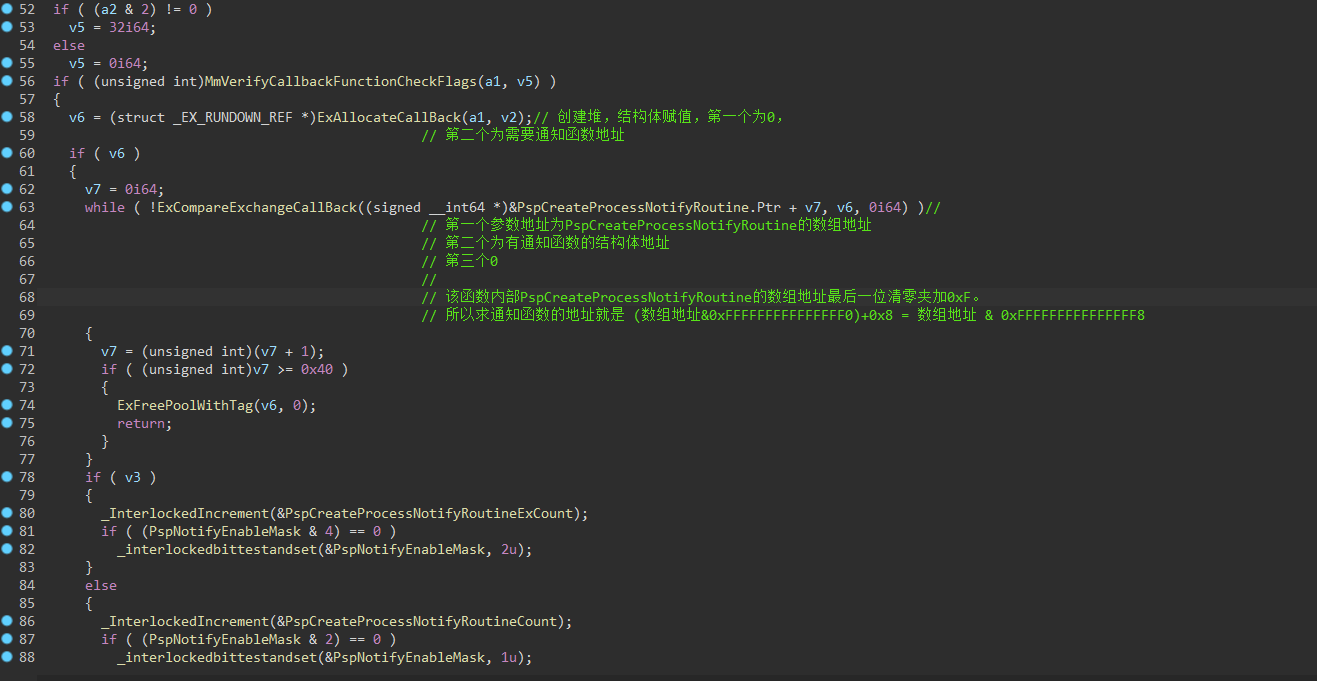 52 if ( (a2 & 2) != 0 )
53 v5 = 32i64;
54 else
55 v5 = 0i64;
56 if ( (unsigned int)MmVerifyCallbackFunctionCheckFlags(a1, v5) )
57 {
58 v6 = (struct _EX_RUNDOWN_REF *)ExAllocateCallBack(a1, v2);// 创建堆，结构体赋值，第一个为0，
59 // 第二个为需要通知函数地址
60 if ( v6 )
61 {
62 v7 = 0i64;
63 while ( !ExCompareExchangeCallBack((signed __int64 *)&PspCreateProcessNotifyRoutine.Ptr + v7, v6, 0i64) )//
64 // 第一个参数地址为PspCreateProcessNotifyRoutine的数组地址
65 // 第二个为有通知函数的结构体地址
66 // 第三个0
67 //
68 // 该函数内部PspCreateProcessNotifyRoutine的数组地址最后一位清零夹加0xF。
69 // 所以求通知函数的地址就是 (数组地址&0xFFFFFFFFFFFFFFF0)+0x8 = 数组地址 & 0xFFFFFFFFFFFFFFF8
70 {
71 v7 = (unsigned int)(v7 + 1);
72 if ( (unsigned int)v7 >= 0x40 )
73 {
74 ExFreePoolWithTag(v6, 0);
75 return;
76 }
77 }
78 if ( v3 )
79 {
80 _InterlockedIncrement(&PspCreateProcessNotifyRoutineExCount);
81 if ( (PspNotifyEnableMask & 4) == 0 )
82 _interlockedbittestandset(&PspNotifyEnableMask, 2u);
83 }
84 else
85 {
86 _InterlockedIncrement(&PspCreateProcessNotifyRoutineCount);
87 if ( (PspNotifyEnableMask & 2) == 0 )
88 _interlockedbittestandset(&PspNotifyEnableMask, 1u);